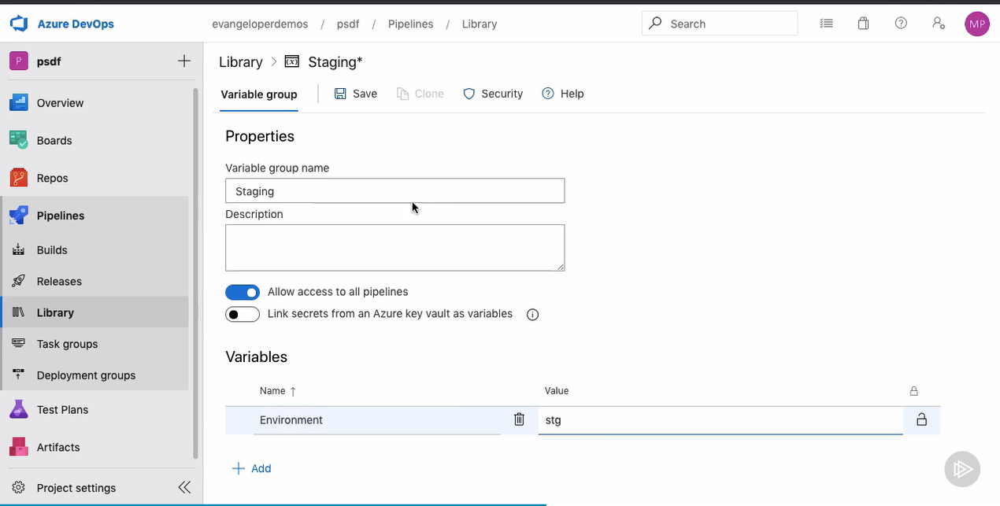 Azure DevOps
evangeloperdemos / psdf / Pipelines / Library
Search
MP
P psdf
Overview
Boards
Repos
Pipelines
Builds
Releases
Library
Task groups
Deployment groups
Test Plans
Artifacts
Project settings
Library > (x) Staging*
Variable group Save Clone Security ? Help
Properties
Variable group name
Staging
Description
Allow access to all pipelines
Link secrets from an Azure key vault as variables
Variables
Name ↑ Value
Environment stg
+ Add